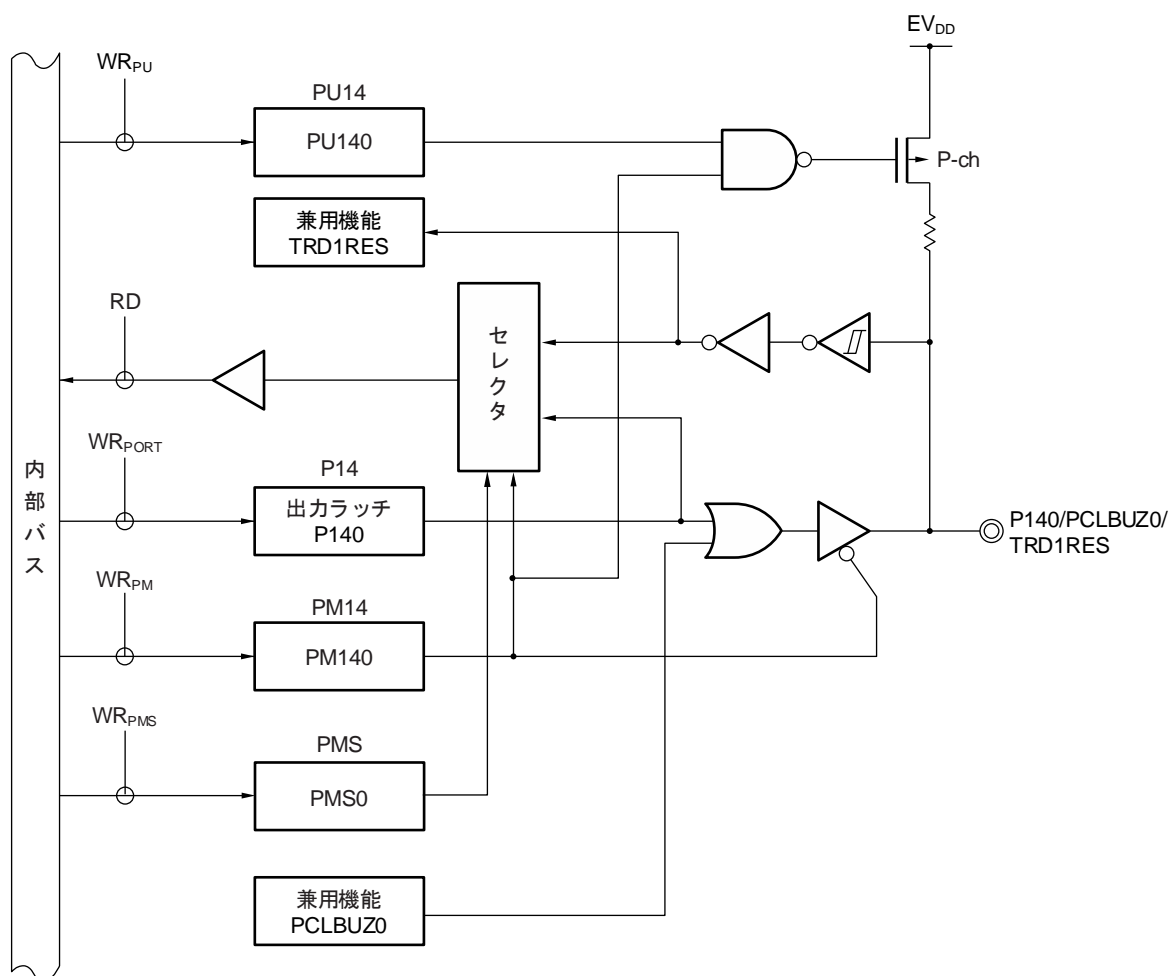 EVDD
WRPU
PU14
PU140
P-ch
兼用機能
TRD1RES
RD
セレクタ
WRPORT
内部バス
P14
出力ラッチ
P140
P140/PCLBUZ0/
TRD1RES
WRPM
PM14
PM140
WRPMS
PMS
PMS0
兼用機能
PCLBUZ0